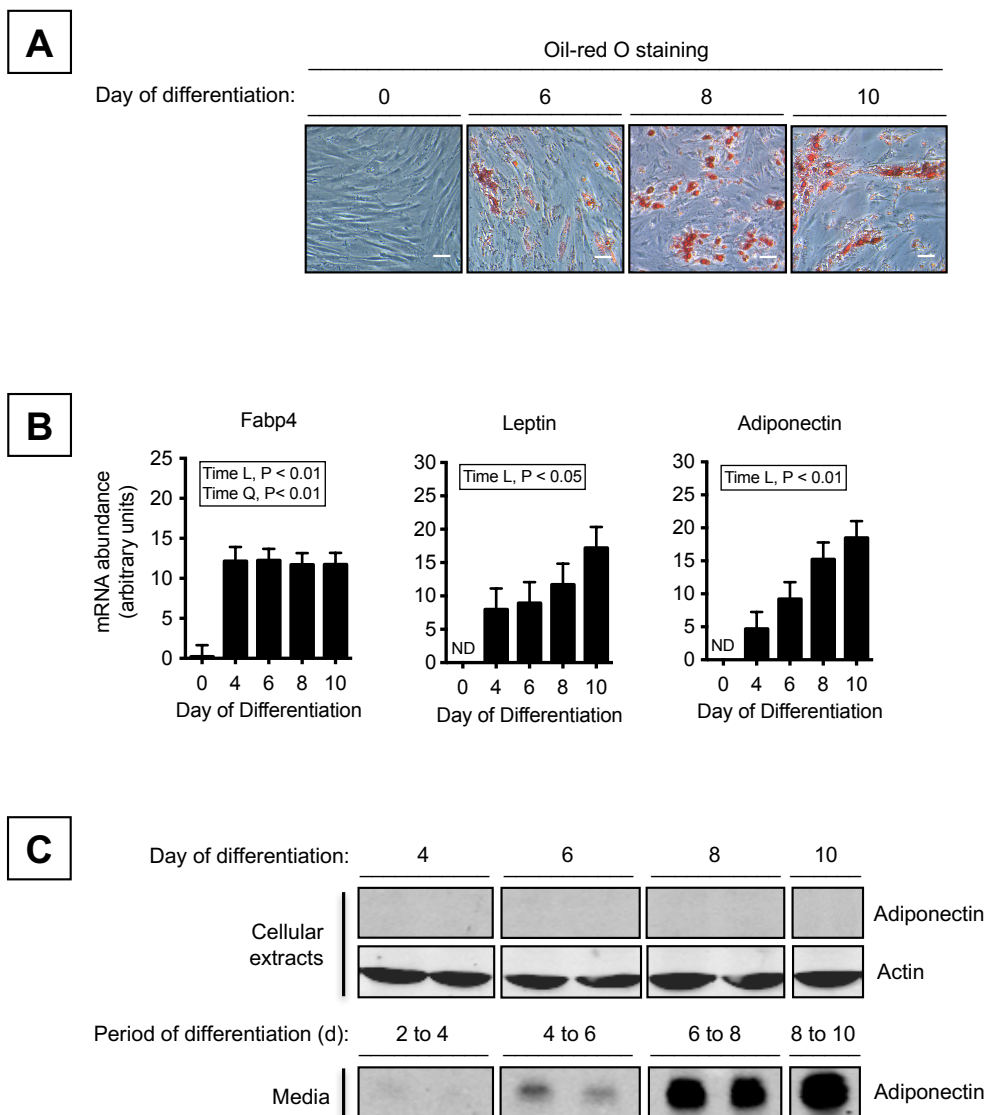 A
Oil-red O staining
Day of differentiation:
0
6
8
10
B
Fabp4
Leptin
Adiponectin
mRNA abundance
(arbitrary units)
25
20
15
10
5
0
Time L, P < 0.01
Time Q, P< 0.01
0 4 6 8 10
Day of Differentiation
30
25
20
15
10
5
0
Time L, P < 0.05
ND
0 4 6 8 10
Day of Differentiation
30
25
20
15
10
5
0
Time L, P < 0.01
ND
0 4 6 8 10
Day of Differentiation
C
Day of differentiation:
4
6
8
10
Cellular
extracts
Adiponectin
Actin
Period of differentiation (d):
2 to 4
4 to 6
6 to 8
8 to 10
Media
Adiponectin